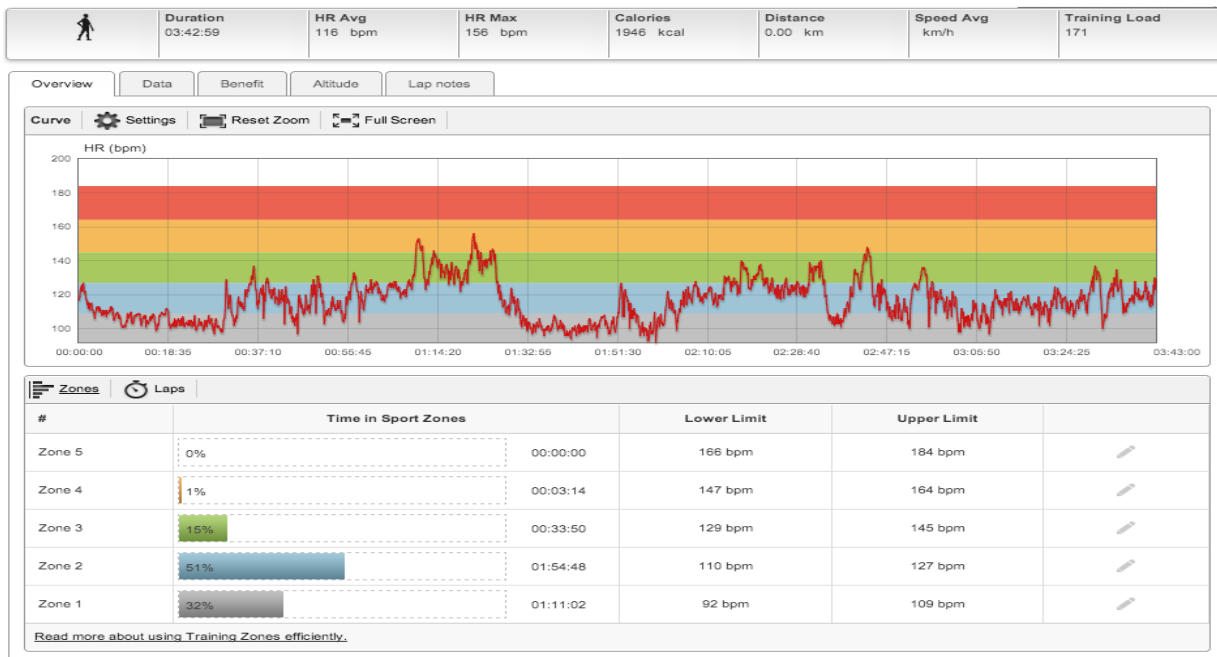 Duration HR Avg HR Max Calories Distance Speed Avg Training Load
03:42:59 116 bpm 156 bpm 1946 kcal 0.00 km km/h 171
Overview Data Benefit Altitude Lap notes
Curve Settings Reset Zoom Full Screen
HR (bpm)
200
180
160
140
120
100
00:00:00 00:18:35 00:37:10 00:55:45 01:14:20 01:32:55 01:51:30 02:10:05 02:28:40 02:47:15 03:05:50 03:24:25 03:43:00
Zones Laps
# Time in Sport Zones Lower Limit Upper Limit
Zone 5 0% 00:00:00 166 bpm 184 bpm
Zone 4 1% 00:03:14 147 bpm 164 bpm
Zone 3 15% 00:33:50 129 bpm 145 bpm
Zone 2 51% 01:54:48 110 bpm 127 bpm
Zone 1 32% 01:11:02 92 bpm 109 bpm
Read more about using Training Zones efficiently.